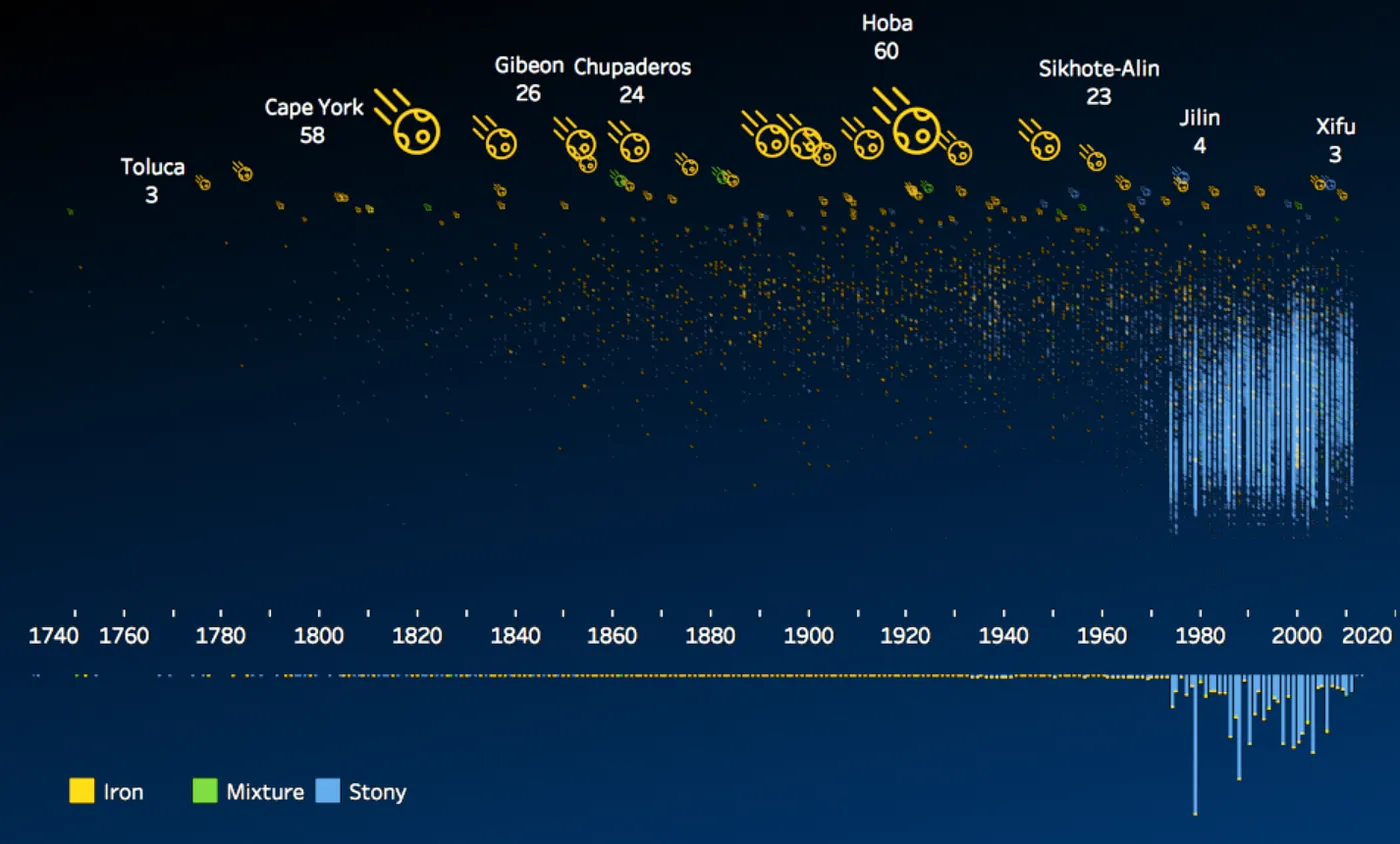 Hoba
60
Gibeon Chupaderos
26 24
Sikhote-Alin
23
Cape York
58
Jilin
4
Xifu
3
Toluca
3
1740 1760 1780 1800 1820 1840 1860 1880 1900 1920 1940 1960 1980 2000 2020
Iron Mixture Stony